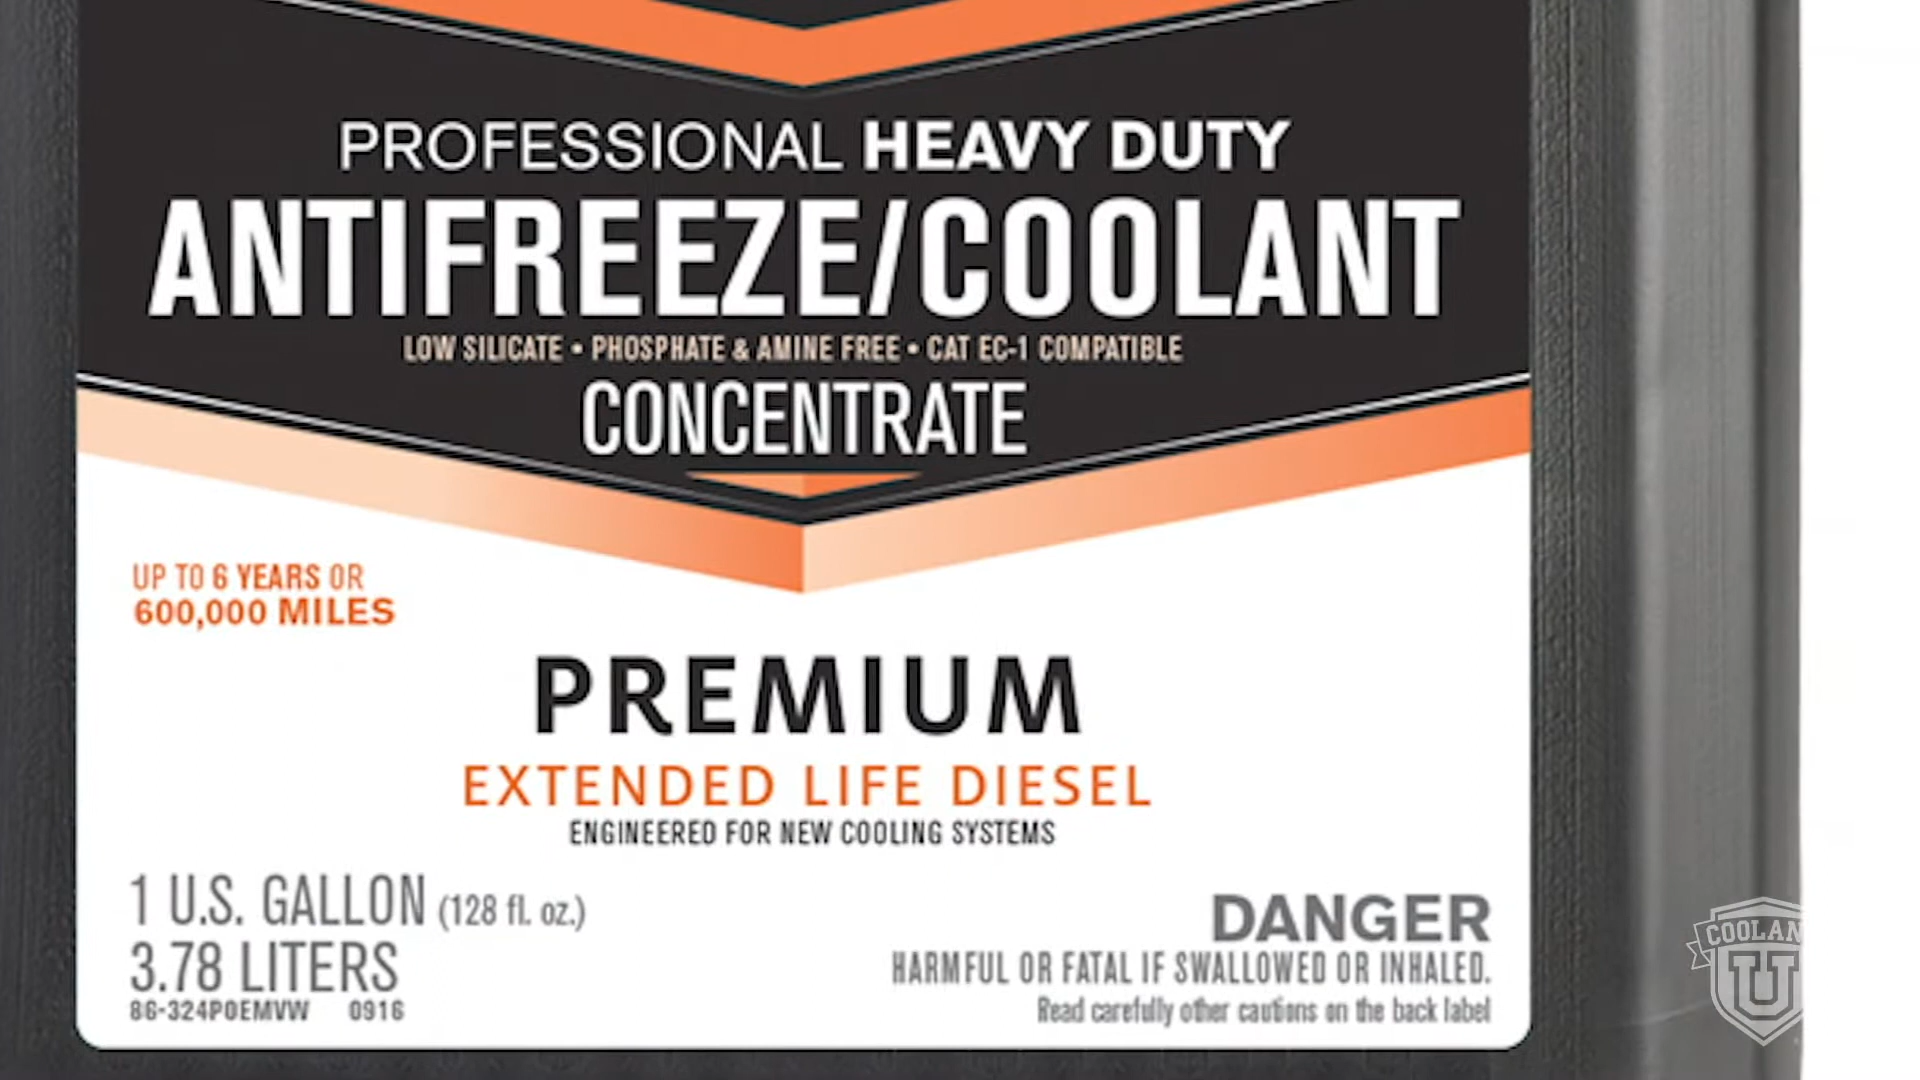 PROFESSIONAL HEAVY DUTY
ANTIFREEZE/COOLANT
LOW SILICATE • PHOSPHATE & AMINE FREE • CAT EC-1 COMPATIBLE
CONCENTRATE
UP TO 6 YEARS OR
600,000 MILES
PREMIUM
EXTENDED LIFE DIESEL
ENGINEERED FOR NEW COOLING SYSTEMS
1 U.S. GALLON (128 fl. oz.)
3.78 LITERS
86-324POEMVW 0916
DANGER
HARMFUL OR FATAL IF SWALLOWED OR INHALED.
Read carefully other cautions on the back label
COOLAN
U